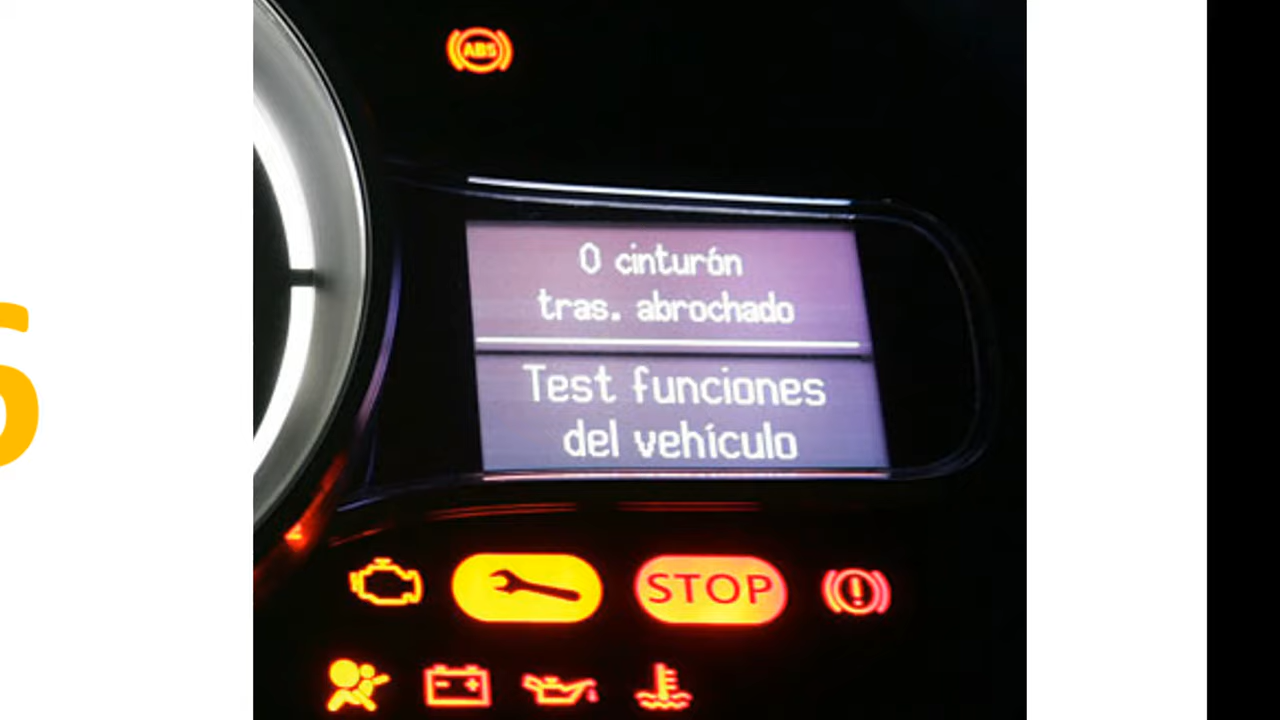 ABS
0 cinturón
tras. abrochado
Test funciones
del vehículo
STOP